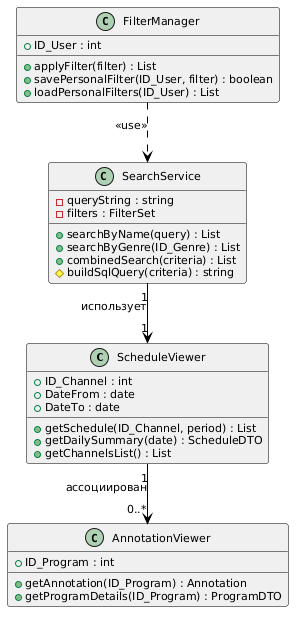 C FilterManager
ID_User : int
applyFilter(filter) : List
savePersonalFilter(ID_User, filter) : boolean
loadPersonalFilters(ID_User) : List
«use»
C SearchService
queryString : string
filters : FilterSet
searchByName(query) : List
searchByGenre(ID_Genre) : List
combinedSearch(criteria) : List
buildSqlQuery(criteria) : string
1
использует
1
C ScheduleViewer
ID_Channel : int
DateFrom : date
DateTo : date
getSchedule(ID_Channel, period) : List
getDailySummary(date) : ScheduleDTO
getChannelsList() : List
1
ассоциирован
0..*
C AnnotationViewer
ID_Program : int
getAnnotation(ID_Program) : Annotation
getProgramDetails(ID_Program) : ProgramDTO